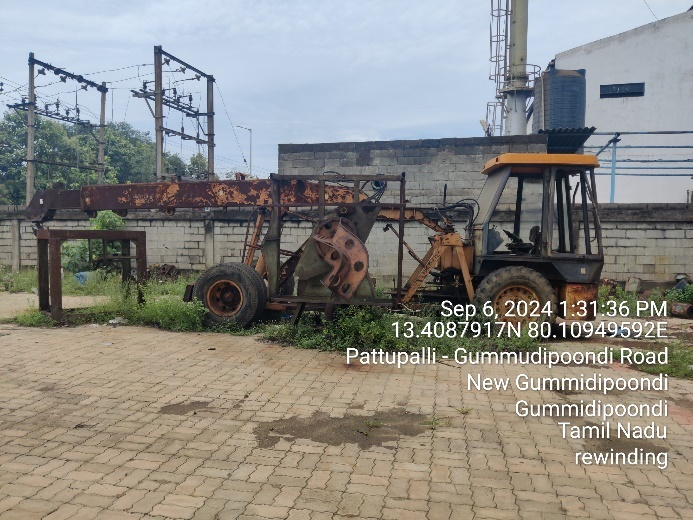 Sep 6, 2024 1:31:36 PM
13.4087917N 80.10949592E
Pattupalli - Gummudipoondi Road
New Gummidipoondi
Gummidipoondi
Tamil Nadu
rewinding